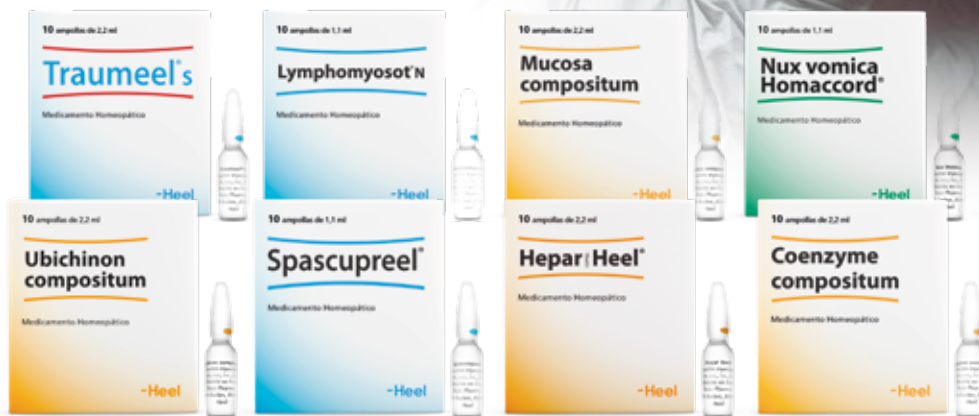 10 ampollas de 2,2 ml
Traumeel® S
Medicamento Homeopático
-Heel
10 ampollas de 1,1 ml
Lymphomyosot® N
Medicamento Homeopático
-Heel
10 ampollas de 2,2 ml
Mucosa
compositum
Medicamento Homeopático
-Heel
10 ampollas de 1,1 ml
Nux vomica
Homaccord®
Medicamento Homeopático
-Heel
10 ampollas de 2,2 ml
Ubichinon
compositum
Medicamento Homeopático
-Heel
10 ampollas de 1,1 ml
Spascupreel®
Medicamento Homeopático
-Heel
10 ampollas de 2,2 ml
Hepar Heel®
Medicamento Homeopático
-Heel
10 ampollas de 2,2 ml
Coenzyme
compositum
Medicamento Homeopático
-Heel